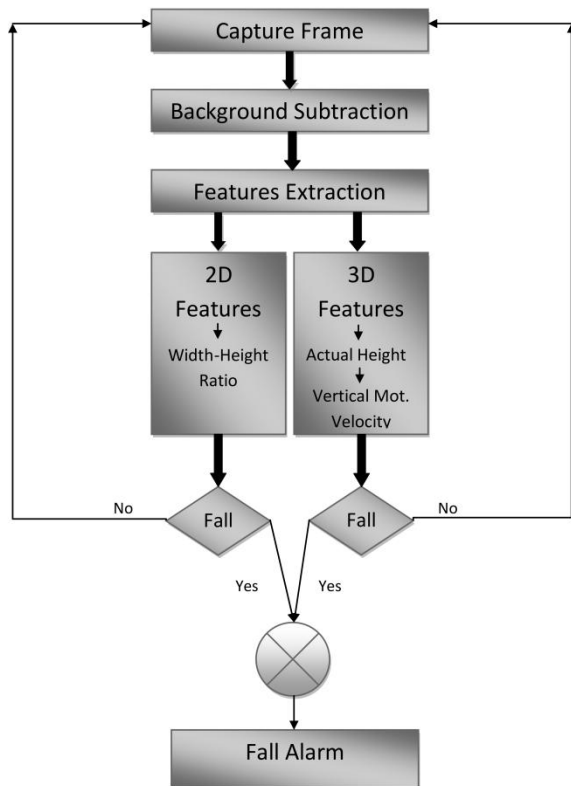 Capture Frame
Background Subtraction
Features Extraction
2D
Features
Width-Height
Ratio
3D
Features
Actual Height
Vertical Mot.
Velocity
No
Fall
Fall
No
Yes
Yes
Fall Alarm